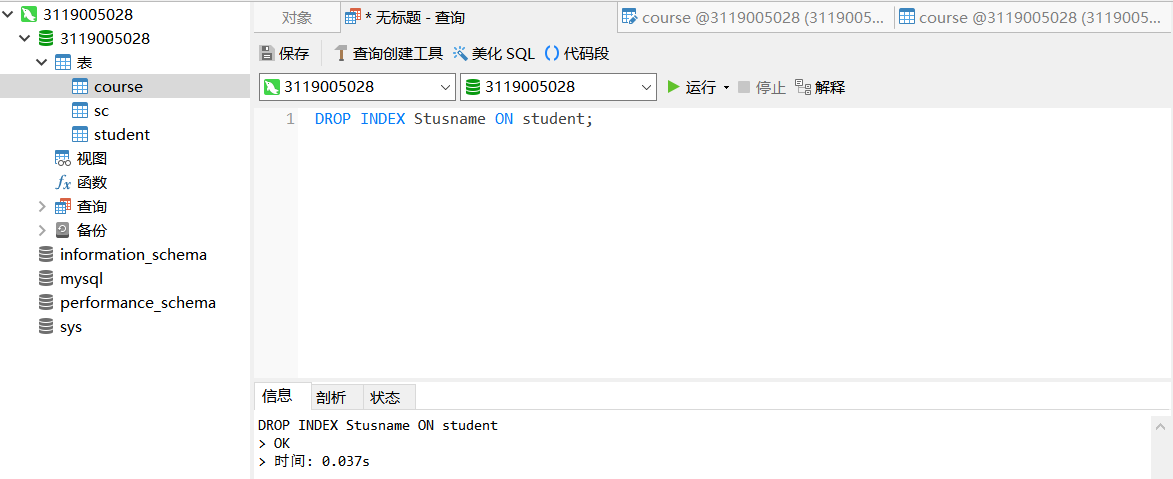 3119005028
3119005028
表
course
sc
student
视图
函数
查询
备份
information_schema
mysql
performance_schema
sys
对象
* 无标题 - 查询
course @3119005028 (3119005...
course @3119005028 (3119005...
保存
查询创建工具
美化 SQL
() 代码段
3119005028
3119005028
运行
停止
解释
1 DROP INDEX Stusname ON student;
信息
剖析
状态
DROP INDEX Stusname ON student
> OK
> 时间: 0.037s